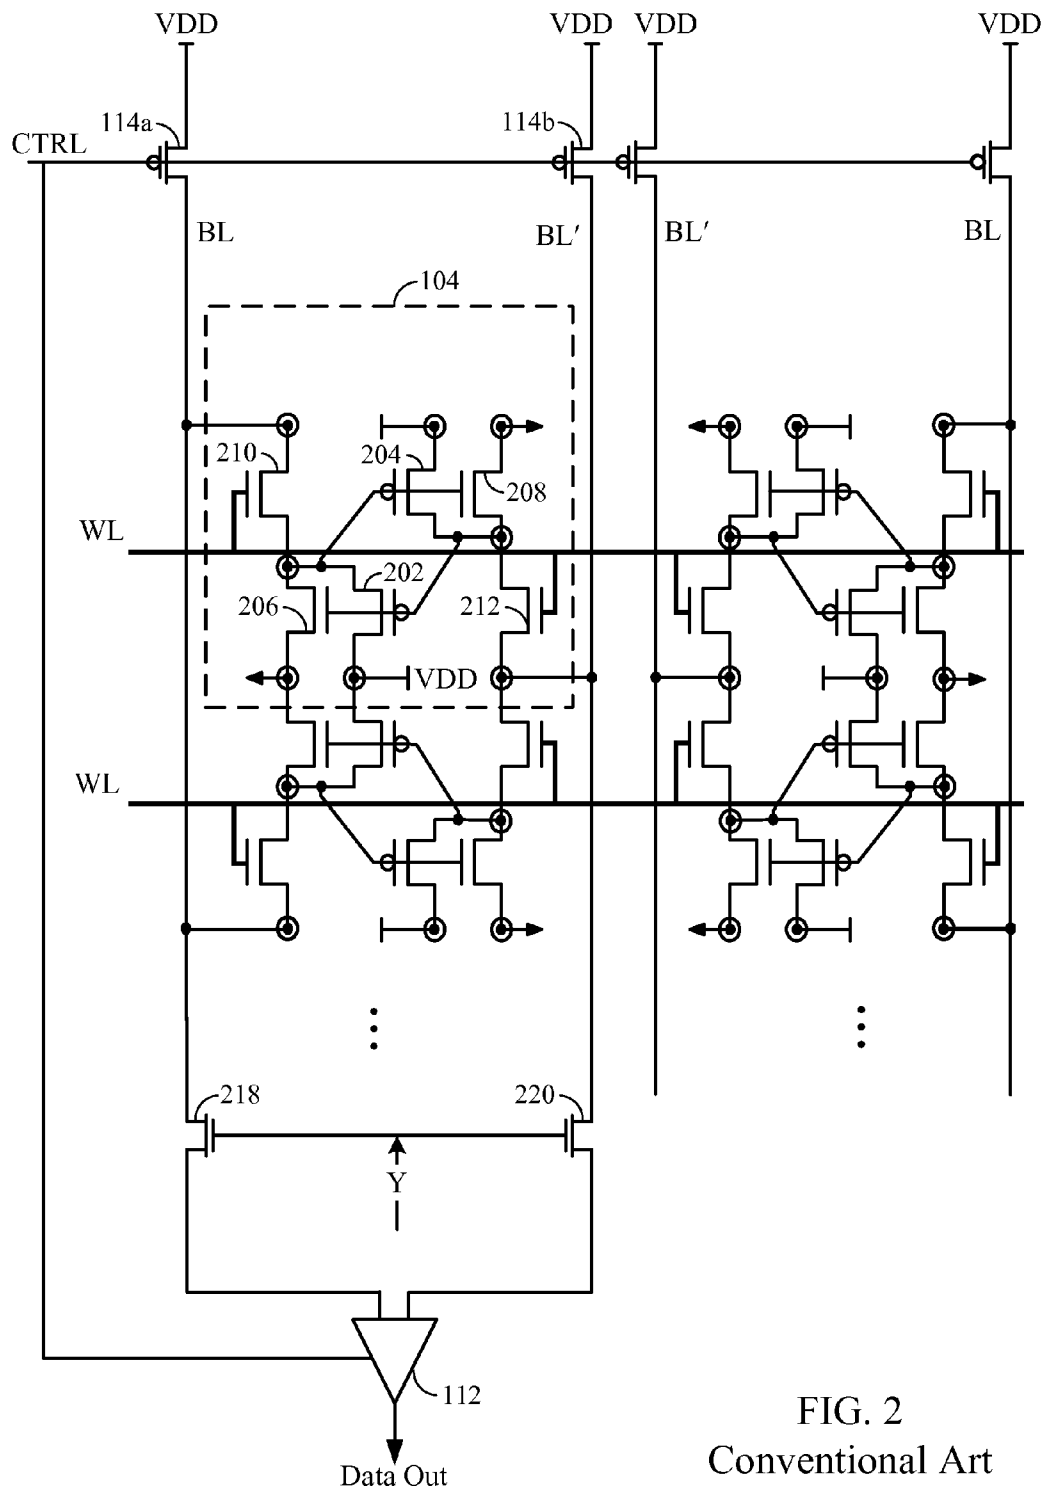 VDD VDD VDD VDD
114a 114b
CTRL
BL BL′ BL′ BL
104
210 204 208
WL
202
206 212
VDD
WL
218 220
Y
112
FIG. 2
Conventional Art
Data Out